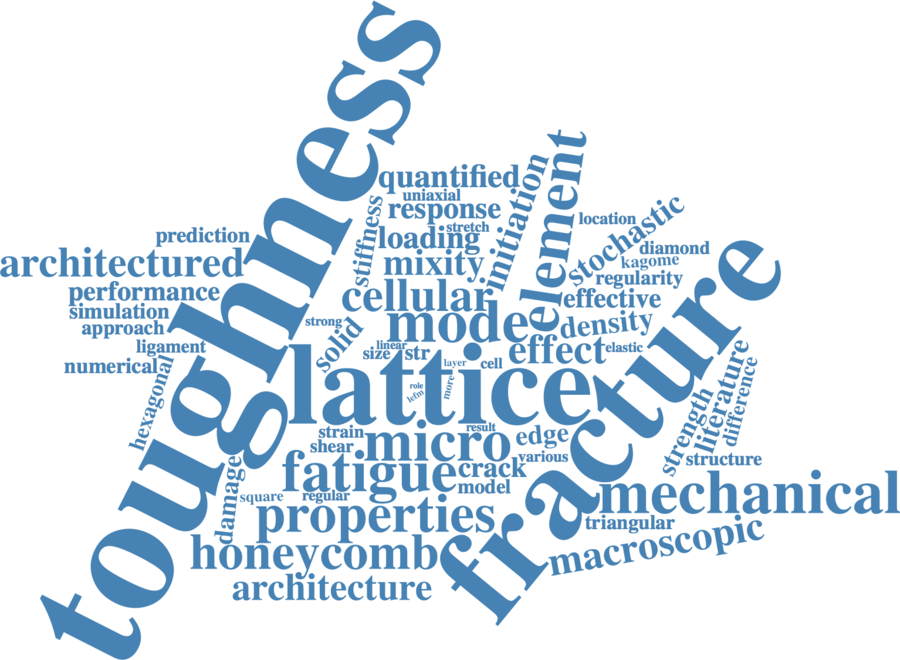 toughness
quantified
uniaxial
response
stretch
loading
mixity
stiffness
initiation
element
location
stochastic
diamond
kagome
regularity
effective
density
fracture
prediction
architectured
performance
simulation
approach
ligament
numerical
hexagonal
cellular
mode
strong
solid
linear
size
str
layer
cell
effect
elastic
lattice
role
lefm
more
literature
difference
strength
structure
strain
shear
micro
result
edge
various
fatigue
crack
model
damage
square
regular
properties
mechanical
triangular
macroscopic
honeycomb
architecture